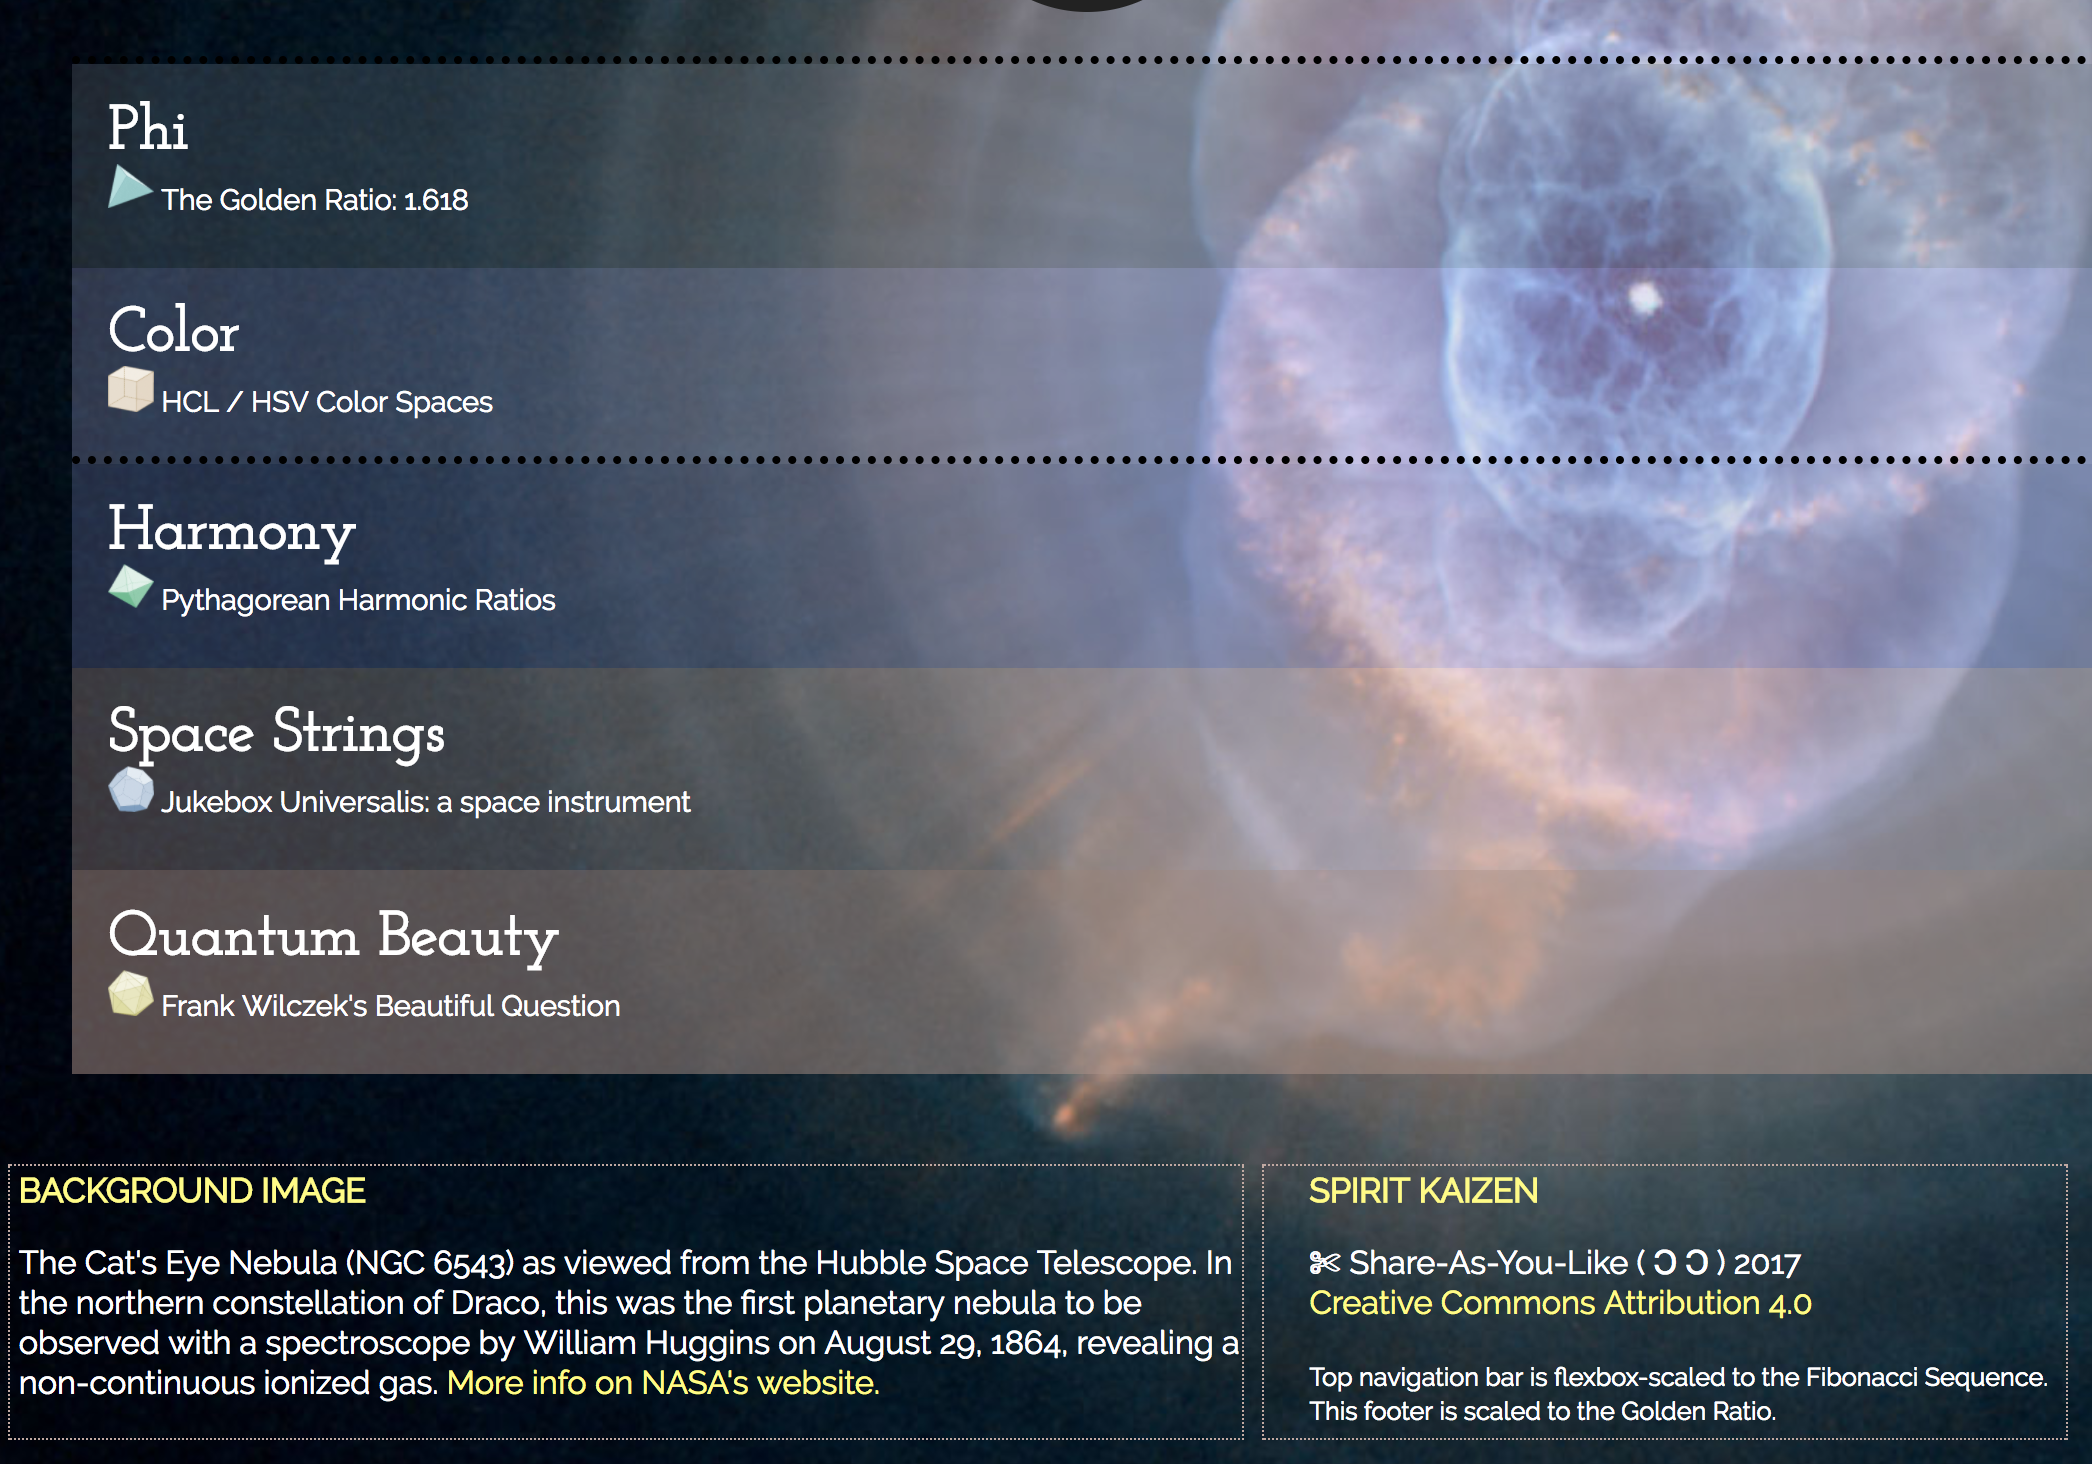 Phi
The Golden Ratio: 1.618
Color
HCL / HSV Color Spaces
Harmony
Pythagorean Harmonic Ratios
Space Strings
Jukebox Universalis: a space instrument
Quantum Beauty
Frank Wilczek's Beautiful Question
BACKGROUND IMAGE
The Cat's Eye Nebula (NGC 6543) as viewed from the Hubble Space Telescope. In
the northern constellation of Draco, this was the first planetary nebula to be
observed with a spectroscope by William Huggins on August 29, 1864, revealing a
non-continuous ionized gas. More info on NASA's website.
SPIRIT KAIZEN
✄ Share-As-You-Like ( Ↄ Ↄ ) 2017
Creative Commons Attribution 4.0
Top navigation bar is flexbox-scaled to the Fibonacci Sequence.
This footer is scaled to the Golden Ratio.